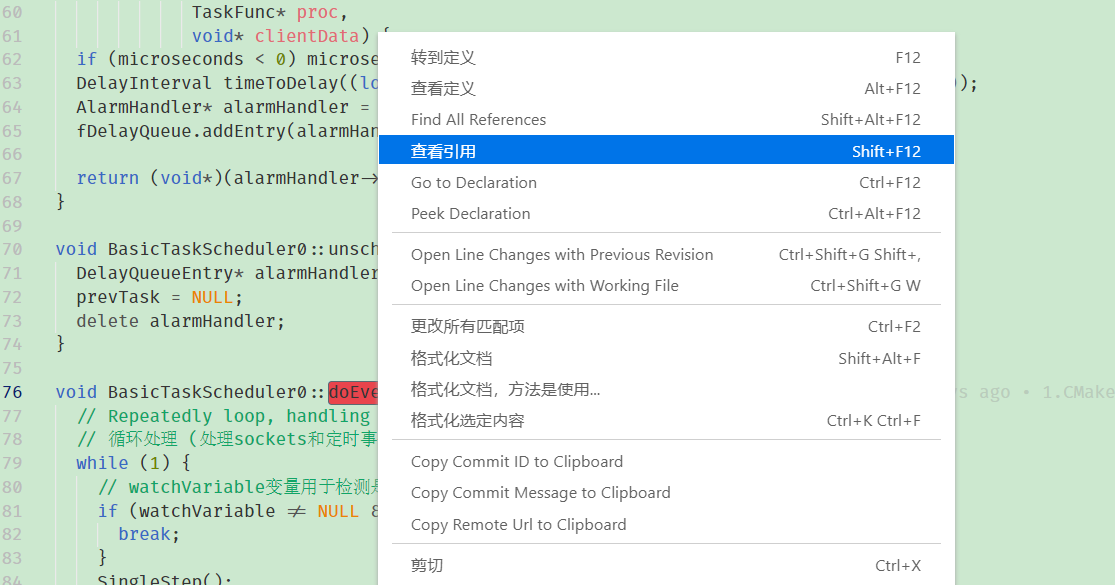 60 TaskFunc* proc,
61 void* clientData) {
62 if (microseconds < 0) microse
63 DelayInterval timeToDelay((lo ));
64 AlarmHandler* alarmHandler =
65 fDelayQueue.addEntry(alarmHan
66
67 return (void*)(alarmHandler->
68 }
69
70 void BasicTaskScheduler0::unsch
71 DelayQueueEntry* alarmHandler
72 prevTask = NULL;
73 delete alarmHandler;
74 }
75
76 void BasicTaskScheduler0::doEve s ago • 1.CMake
77 // Repeatedly loop, handling
78 // 循环处理 (处理sockets和定时事
79 while (1) {
80 // watchVariable变量用于检测是
81 if (watchVariable != NULL &
82 break;
83 }
84 SingleStep();
转到定义 F12
查看定义 Alt+F12
Find All References Shift+Alt+F12
查看引用 Shift+F12
Go to Declaration Ctrl+F12
Peek Declaration Ctrl+Alt+F12
Open Line Changes with Previous Revision Ctrl+Shift+G Shift+,
Open Line Changes with Working File Ctrl+Shift+G W
更改所有匹配项 Ctrl+F2
格式化文档 Shift+Alt+F
格式化文档，方法是使用...
格式化选定内容 Ctrl+K Ctrl+F
Copy Commit ID to Clipboard
Copy Commit Message to Clipboard
Copy Remote Url to Clipboard
剪切 Ctrl+X